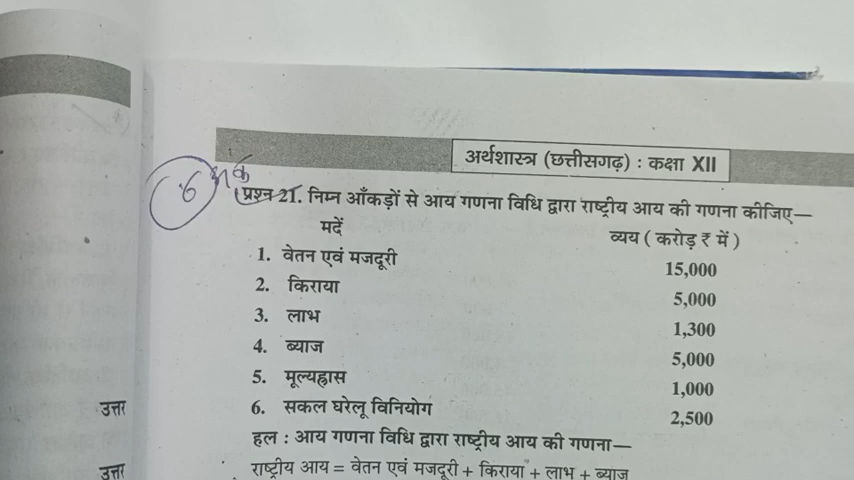 अर्थशास्त्र (छत्तीसगढ़) : कक्षा XII
6 अंक
प्रश्न 21. निम्न आँकड़ों से आय गणना विधि द्वारा राष्ट्रीय आय की गणना कीजिए—
मदें व्यय ( करोड़ ₹ में )
1. वेतन एवं मजदूरी 15,000
2. किराया 5,000
3. लाभ 1,300
4. ब्याज 5,000
5. मूल्यह्रास 1,000
6. सकल घरेलू विनियोग 2,500
हल : आय गणना विधि द्वारा राष्ट्रीय आय की गणना—
राष्ट्रीय आय = वेतन एवं मजदूरी + किराया + लाभ + ब्याज
उत्तर
उत्तर